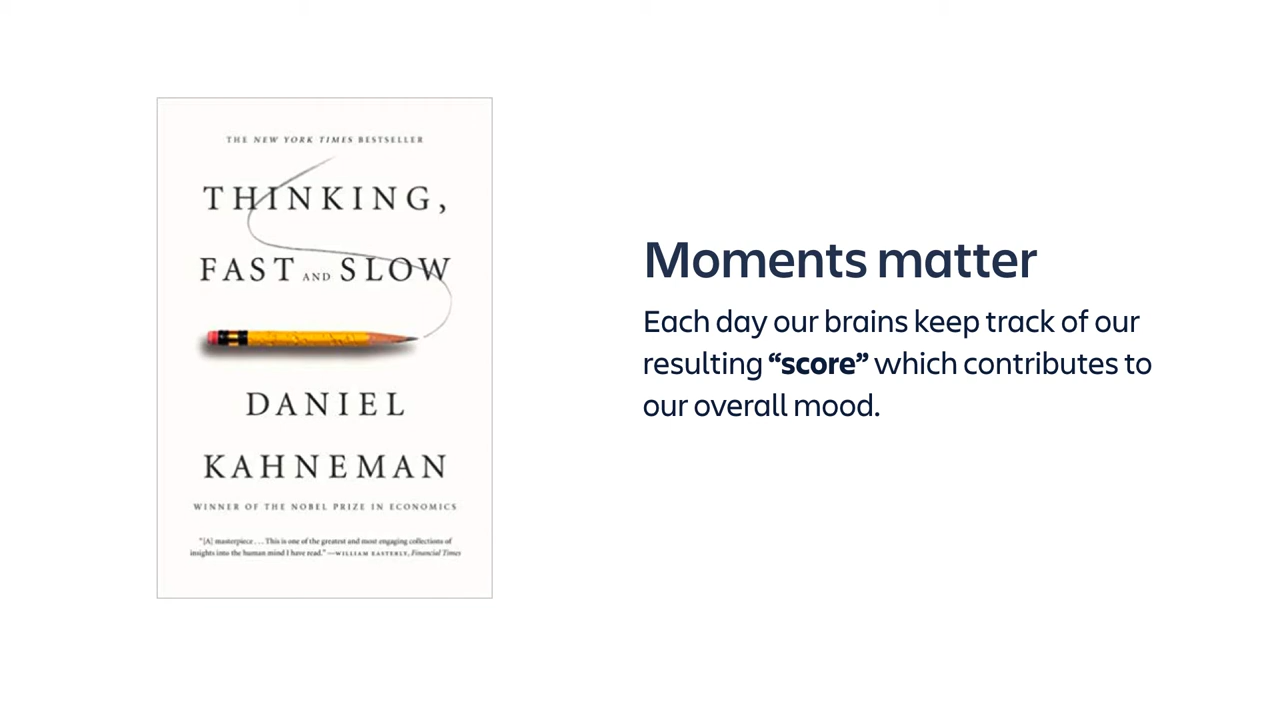 THE NEW YORK TIMES BESTSELLER
THINKING,
FAST AND SLOW
DANIEL
KAHNEMAN
WINNER OF THE NOBEL PRIZE IN ECONOMICS
"[A] masterpiece . . . This is one of the greatest and most engaging collections of
insights into the human mind I have read." —WILLIAM EASTERLY, Financial Times
Moments matter
Each day our brains keep track of our
resulting “score” which contributes to
our overall mood.